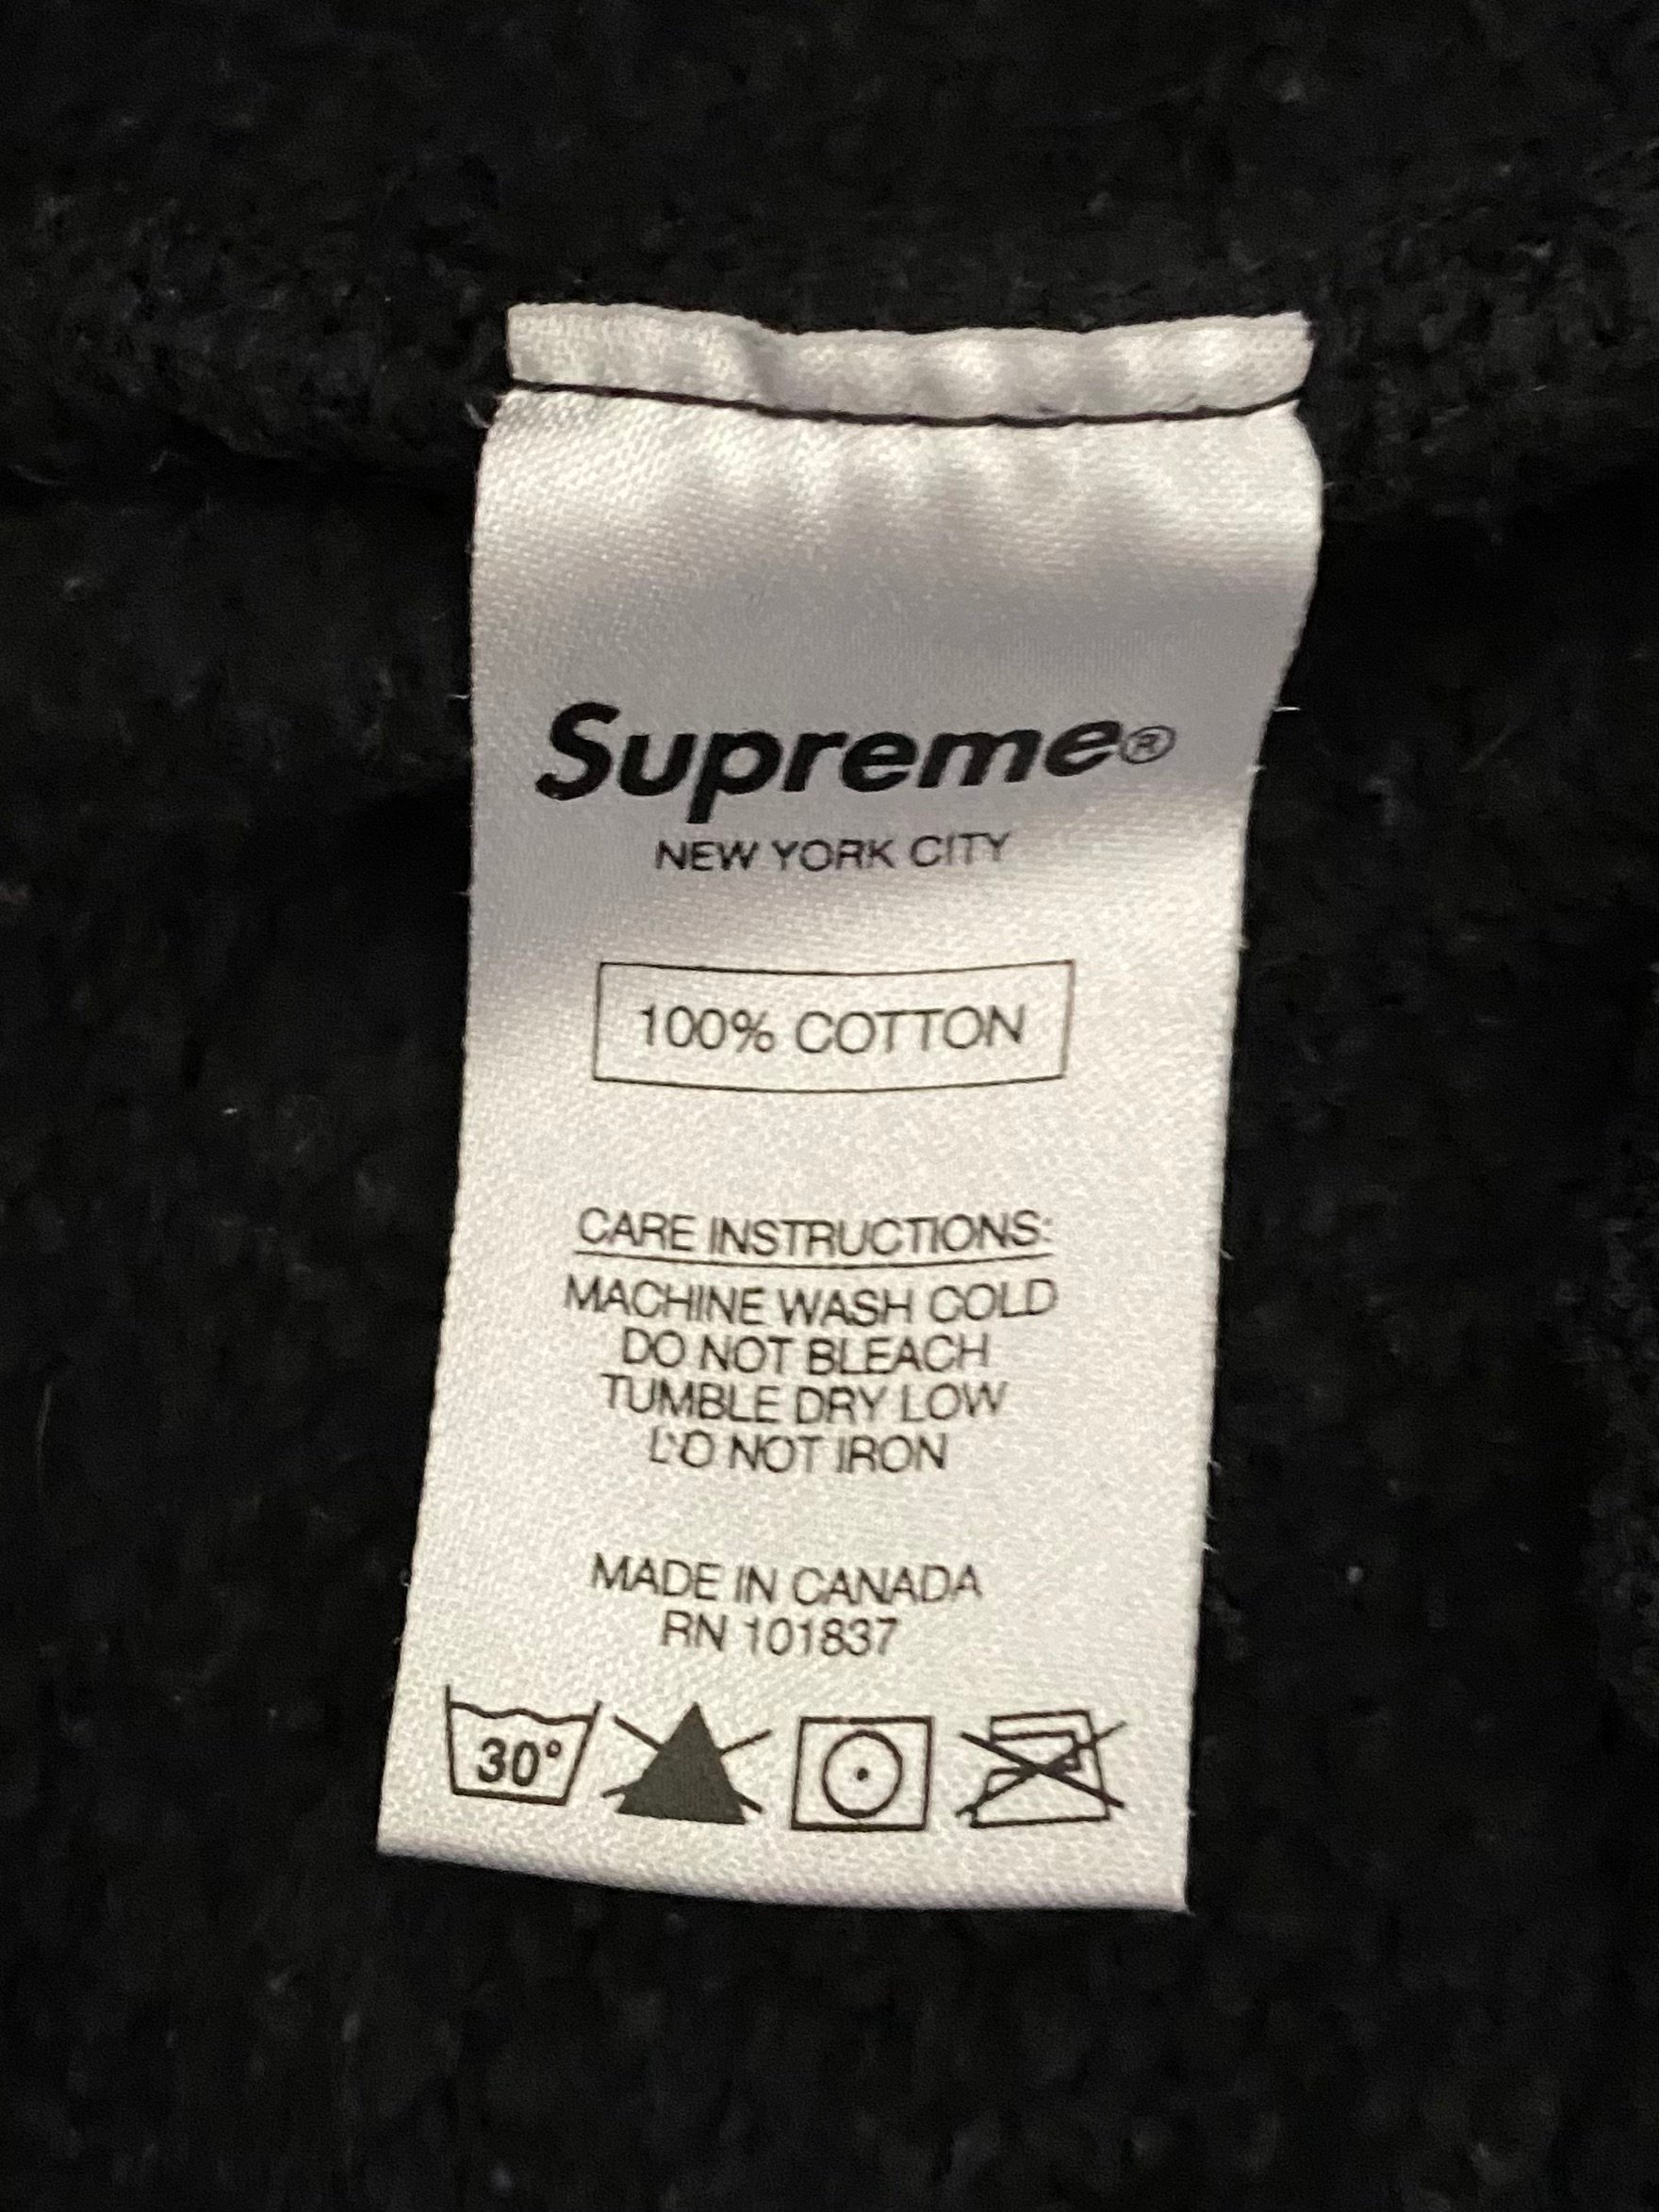 Supreme®
NEW YORK CITY
100% COTTON
CARE INSTRUCTIONS:
MACHINE WASH COLD
DO NOT BLEACH
TUMBLE DRY LOW
DO NOT IRON
MADE IN CANADA
RN 101837
30°